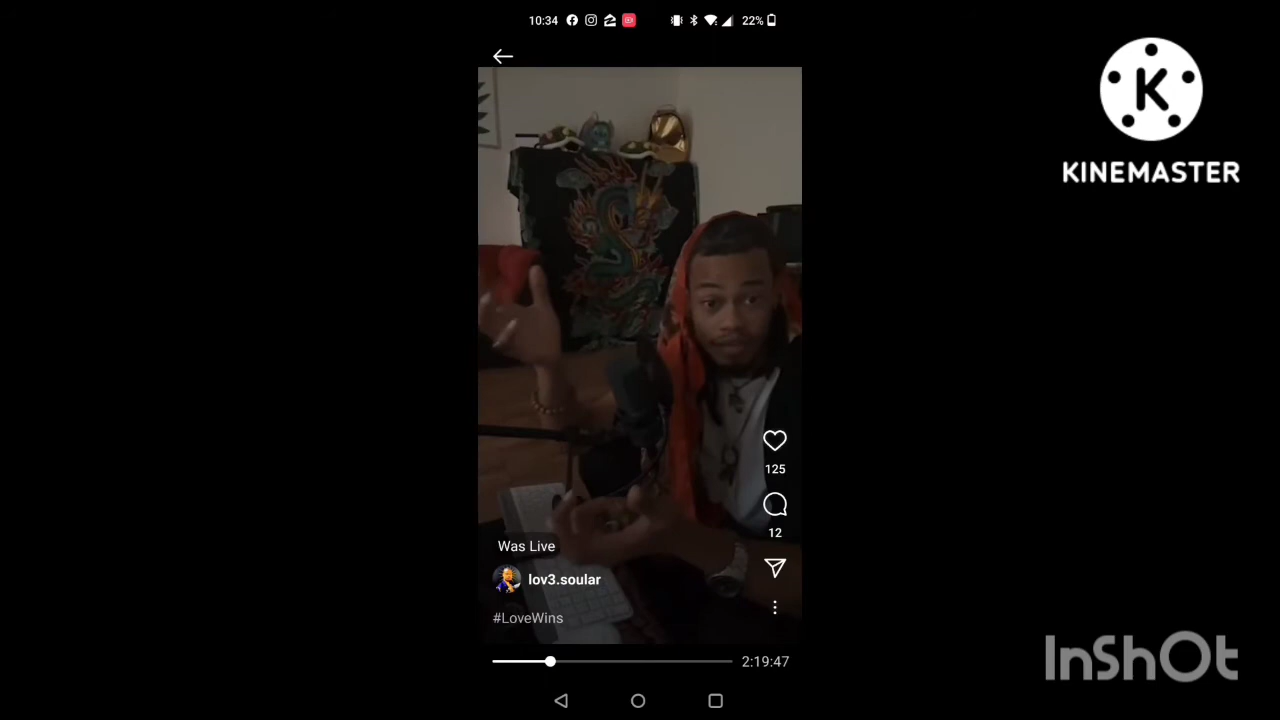 10:34
22%
K
KINEMASTER
125
12
Was Live
lov3.soular
#LoveWins
2:19:47
InShOt